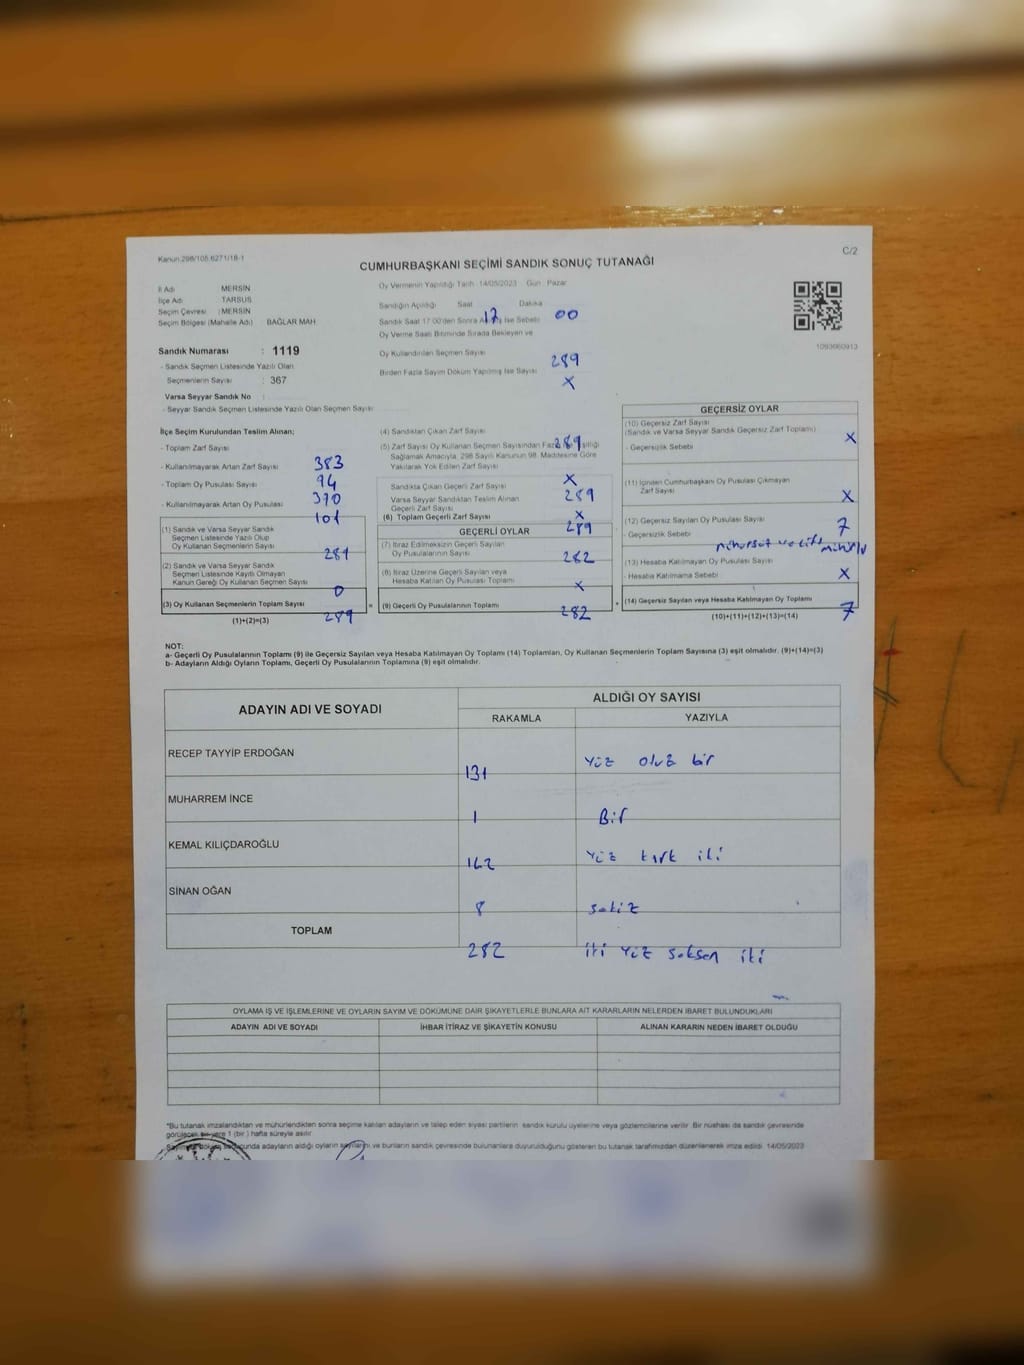 Kanun:298/105,6271/18-1
C/2
CUMHURBAŞKANI SEÇİMİ SANDIK SONUÇ TUTANAĞI
İl Adı MERSİN
İlçe Adı TARSUS
Seçim Çevresi : MERSİN
Seçim Bölgesi (Mahalle Adı) BAĞLAR MAH
Sandık Numarası : 1119
- Sandık Seçmen Listesinde Yazılı Olan
Seçmenlerin Sayısı : 367
Varsa Seyyar Sandık No :
- Seyyar Sandık Seçmen Listesinde Yazılı Olan Seçmen Sayısı
Oy Vermenin Yapıldığı Tarih 14/05/2023 Gün Pazar
Sandığın Açıldığı Saat Dakika
17 00
Sandık Saat 17:00'den Sonra İse Sebebi
Oy Verme Saati Bitiminde Sırada Bekleyen ve
Oy Kullandırılan Seçmen Sayısı
289
Birden Fazla Sayım Döküm Yapılmış İse Sayısı
X
1093060913
İlçe Seçim Kurulundan Teslim Alınan;
- Toplam Zarf Sayısı
383
- Kullanılmayarak Artan Zarf Sayısı
94
- Toplam Oy Pusulası Sayısı
370
- Kullanılmayarak Artan Oy Pusulası
101
(1) Sandık ve Varsa Seyyar Sandık
Seçmen Listesinde Yazılı Olup
Oy Kullanan Seçmenlerin Sayısı
289
(2) Sandık ve Varsa Seyyar Sandık
Seçmen Listesinde Kayıtlı Olmayan
Kanun Gereği Oy Kullanan Seçmen Sayısı
0
(3) Oy Kullanan Seçmenlerin Toplam Sayısı
289
(1)+(2)=(3)
(4) Sandıktan Çıkan Zarf Sayısı
289
(5) Zarf Sayısı Oy Kullanan Seçmen Sayısından
Sağlamak Amacıyla, 298 Sayılı Kanunun 98. Maddesine Göre
Yakılarak Yok Edilen Zarf Sayısı
X
Sandıkta Çıkan Geçerli Zarf Sayısı
289
Varsa Seyyar Sandıktan Teslim Alınan
Geçerli Zarf Sayısı
X
(6) Toplam Geçerli Zarf Sayısı
289
GEÇERLİ OYLAR
(7) İtiraz Edilmeksizin Geçerli Sayılan
Oy Pusulalarının Sayısı
282
(8) İtiraz Üzerine Geçerli Sayılan veya
Hesaba Katılan Oy Pusulası Toplamı
X
(9) Geçerli Oy Pusulalarının Toplamı
282
GEÇERSİZ OYLAR
(10) Geçersiz Zarf Sayısı
(Sandık ve Varsa Seyyar Sandık Geçersiz Zarf Toplamı)
X
- Geçersizlik Sebebi
(11) İçinden Cumhurbaşkanı Oy Pusulası Çıkmayan
Zarf Sayısı
X
(12) Geçersiz Sayılan Oy Pusulası Sayısı
7
- Geçersizlik Sebebi
(13) Hesaba Katılmayan Oy Pusulası Sayısı
- Hesaba Katılmama Sebebi
X
(14) Geçersiz Sayılan veya Hesaba Katılmayan Oy Toplamı
7
(10)+(11)+(12)+(13)=(14)
NOT:
a- Geçerli Oy Pusulalarının Toplamı (9) ile Geçersiz Sayılan veya Hesaba Katılmayan Oy Toplamı (14) Toplamları, Oy Kullanan Seçmenlerin Toplam Sayısına (3) eşit olmalıdır. (9)+(14)=(3)
b- Adayların Aldığı Oyların Toplamı, Geçerli Oy Pusulalarının Toplamına (9) eşit olmalıdır.
ADAYIN ADI VE SOYADI
ALDIĞI OY SAYISI
RAKAMLA YAZIYLA
RECEP TAYYİP ERDOĞAN
131 yüz otuz bir
MUHARREM İNCE
1 Bir
KEMAL KILIÇDAROĞLU
142 yüz kırk iki
SİNAN OĞAN
8 sekiz
TOPLAM
282 iki yüz seksen iki
OYLAMA İŞ VE İŞLEMLERİNE VE OYLARIN SAYIM VE DÖKÜMÜNE DAİR ŞİKAYETLERLE BUNLARA AİT KARARLARIN NELERDEN İBARET BULUNDUKLARI
ADAYIN ADI VE SOYADI İHBAR İTİRAZ VE ŞİKAYETİN KONUSU ALINAN KARARIN NEDEN İBARET OLDUĞU
*Bu tutanak imzalandıktan ve mühürlendikten sonra seçime katılan adayların ve talep eden siyasi partilerin sandık kurulu üyelerine veya gözlemcilerine verilir. Bir nüshası da sandık çevresinde
görülecek bir yere 1 (bir) hafta süreyle asılır.
sonucunda adayların aldığı oyların sayılarını ve bunların sandık çevresinde bulunanlara duyurulduğunu gösteren bu tutanak tarafımızdan düzenlenerek imza edildi. 14/05/2023